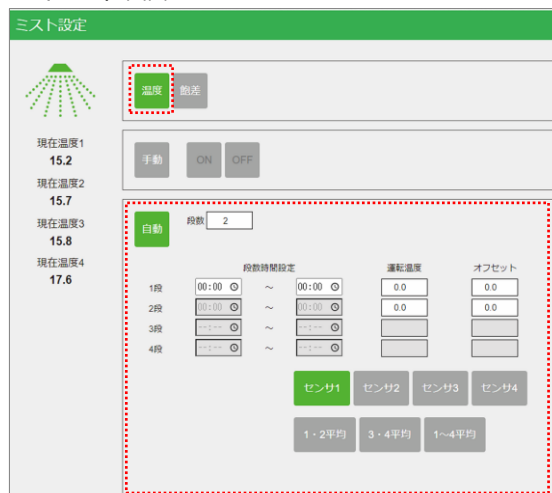 ミスト設定
温度 飽差
現在温度1
15.2
現在温度2
15.7
現在温度3
15.8
現在温度4
17.6
手動 ON OFF
自動 段数 2
段数時間設定 運転温度 オフセット
1段 00:00 ~ 00:00 0.0 0.0
2段 00:00 ~ 00:00 0.0 0.0
3段 --:-- ~ --:--
4段 --:-- ~ --:--
センサ1 センサ2 センサ3 センサ4
1・2平均 3・4平均 1~4平均